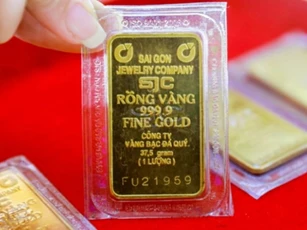 SAI GON
JEWELRY COMPANY
SJC
RỒNG VÀNG
999.9
FINE GOLD
CÔNG TY
VÀNG BẠC ĐÁ QUÝ.
37,5 gram
( 1 LƯỢNG )
FU21959